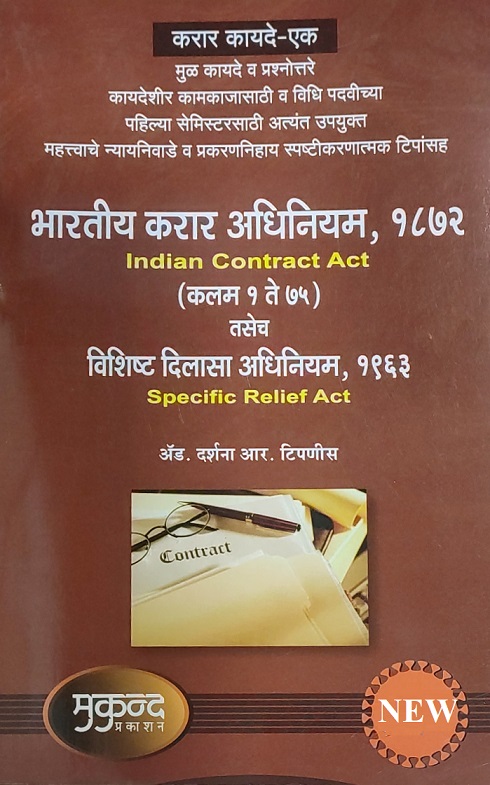 करार कायदे-एक
मुळ कायदे व प्रश्नोत्तरे
कायदेशीर कामकाजासाठी व विधि पदवीच्या
पहिल्या सेमिस्टरसाठी अत्यंत उपयुक्त
महत्त्वाचे न्यायनिवाडे व प्रकरणनिहाय स्पष्टीकरणात्मक टिपांसह
भारतीय करार अधिनियम, १८७२
Indian Contract Act
(कलम १ ते ७५)
तसेच
विशिष्ट दिलासा अधिनियम, १९६३
Specific Relief Act
ॲड. दर्शना आर. टिपणीस
Contract
मुकुन्द
प्रकाशन
NEW